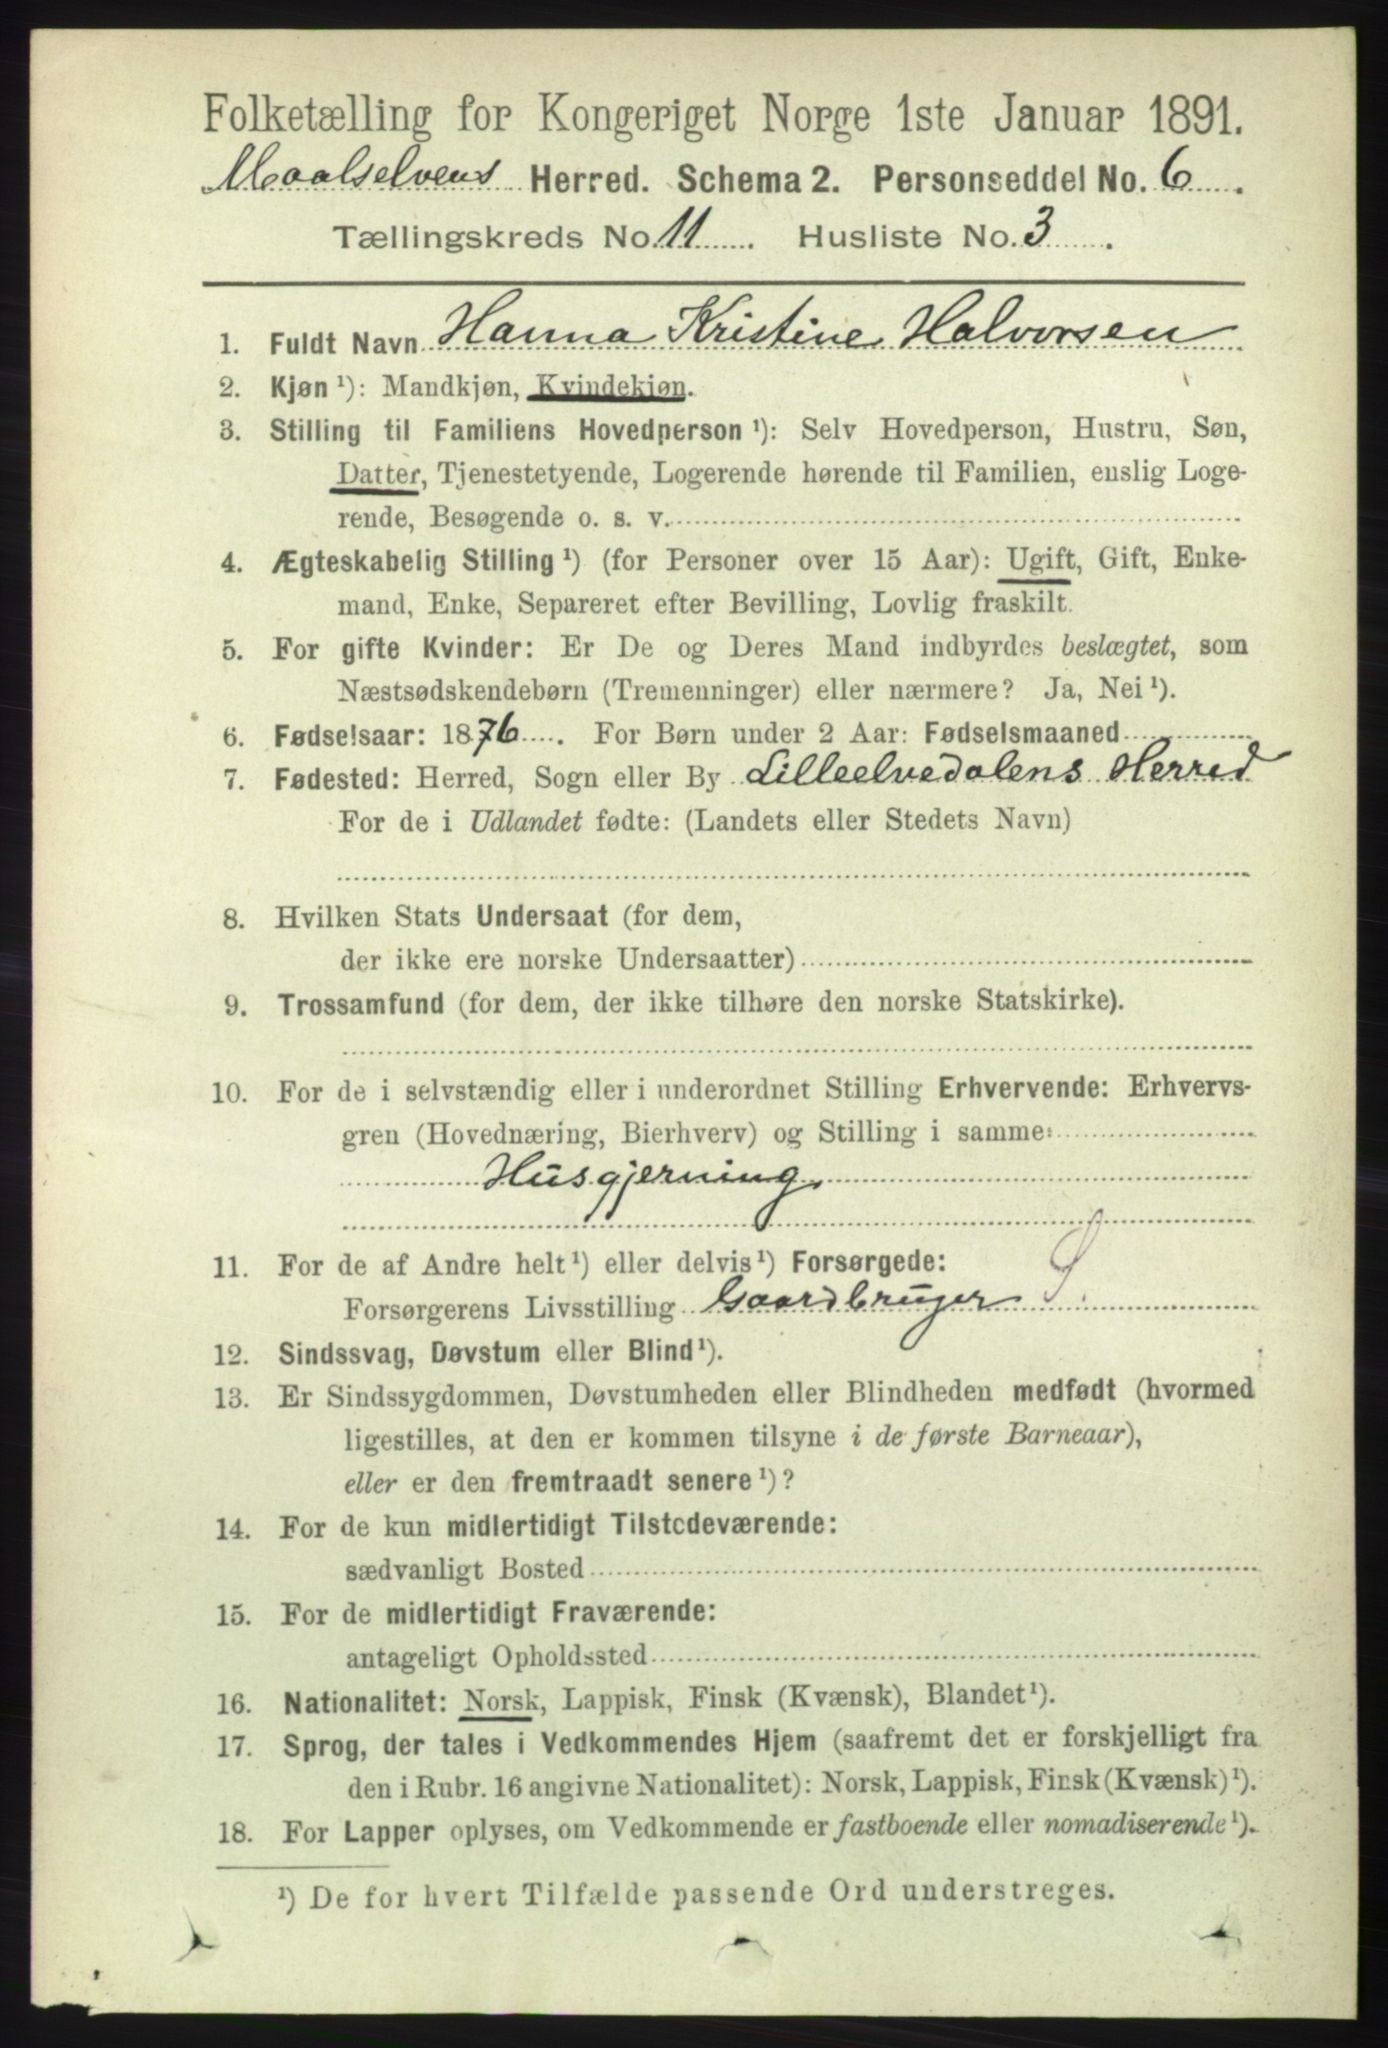 Folketælling for Kongeriget Norge 1ste Januar 1891.
Maalselvens Herred. Schema 2. Personseddel No. 6.
Tællingskreds No. 11. Husliste No. 3.
1. Fuldt Navn Hanna Kristine Halvorsen
2. Kjøn ¹): Mandkjøn, Kvindekjøn.
3. Stilling til Familiens Hovedperson ¹): Selv Hovedperson, Hustru, Søn,
Datter, Tjenestetyende, Logerende hørende til Familien, enslig Loge-
rende, Besøgende o. s. v.
4. Ægteskabelig Stilling ¹) (for Personer over 15 Aar): Ugift, Gift, Enke-
mand, Enke, Separeret efter Bevilling, Lovlig fraskilt.
5. For gifte Kvinder: Er De og Deres Mand indbyrdes beslægtet, som
Næstsødskendebørn (Tremenninger) eller nærmere? Ja, Nei ¹).
6. Fødselsaar: 1876. For Børn under 2 Aar: Fødselsmaaned
7. Fødested: Herred, Sogn eller By Lilleelvedalens Herred
For de i Udlandet fødte: (Landets eller Stedets Navn)
8. Hvilken Stats Undersaat (for dem,
der ikke ere norske Undersaatter)
9. Trossamfund (for dem, der ikke tilhøre den norske Statskirke).
10. For de i selvstændig eller i underordnet Stilling Erhvervende: Erhvervs-
gren (Hovednæring, Bierhverv) og Stilling i samme:
Husgjerning
11. For de af Andre helt ¹) eller delvis ¹) Forsørgede:
Forsørgerens Livsstilling Gaardbruger S.
12. Sindssvag, Døvstum eller Blind ¹).
13. Er Sindssygdommen, Døvstumheden eller Blindheden medfødt (hvormed
ligestilles, at den er kommen tilsyne i de første Barneaar),
eller er den fremtraadt senere ¹)?
14. For de kun midlertidigt Tilstedeværende:
sædvanligt Bosted
15. For de midlertidigt Fraværende:
antageligt Opholdssted
16. Nationalitet: Norsk, Lappisk, Finsk (Kvænsk), Blandet ¹).
17. Sprog, der tales i Vedkommendes Hjem (saafremt det er forskjelligt fra
den i Rubr. 16 angivne Nationalitet): Norsk, Lappisk, Finsk (Kvænsk) ¹).
18. For Lapper oplyses, om Vedkommende er fastboende eller nomadiserende ¹).
¹) De for hvert Tilfælde passende Ord understreges.